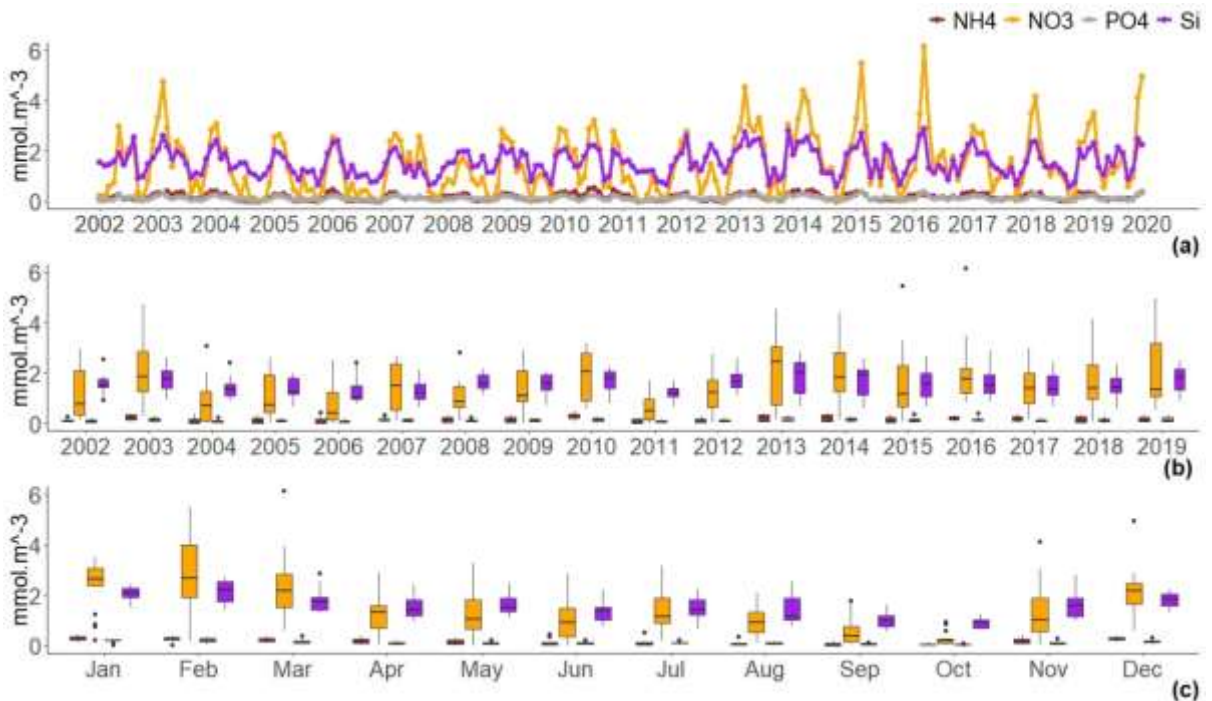 NH4 NO3 PO4 Si
mmol.m^-3
6
4
2
0
2002 2003 2004 2005 2006 2007 2008 2009 2010 2011 2012 2013 2014 2015 2016 2017 2018 2019 2020
(a)
mmol.m^-3
6
4
2
0
2002 2003 2004 2005 2006 2007 2008 2009 2010 2011 2012 2013 2014 2015 2016 2017 2018 2019
(b)
mmol.m^-3
6
4
2
0
Jan Feb Mar Apr May Jun Jul Aug Sep Oct Nov Dec
(c)